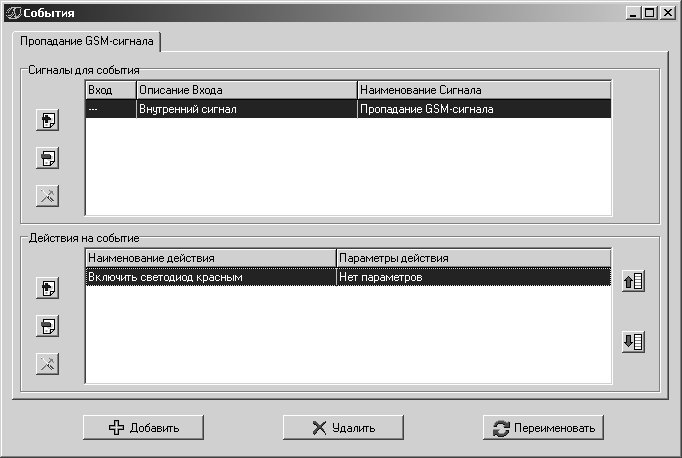 События
Пропадание GSM-сигнала
Сигналы для события
Вход Описание Входа Наименование Сигнала
--- Внутренний сигнал Пропадание GSM-сигнала
Действия на событие
Наименование действия Параметры действия
Включить светодиод красным Нет параметров
Добавить Удалить Переименовать